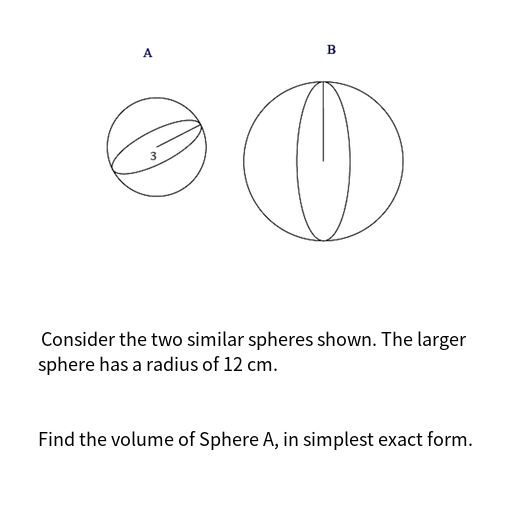 A
B
3
Consider the two similar spheres shown. The larger
sphere has a radius of 12 cm.
Find the volume of Sphere A, in simplest exact form.